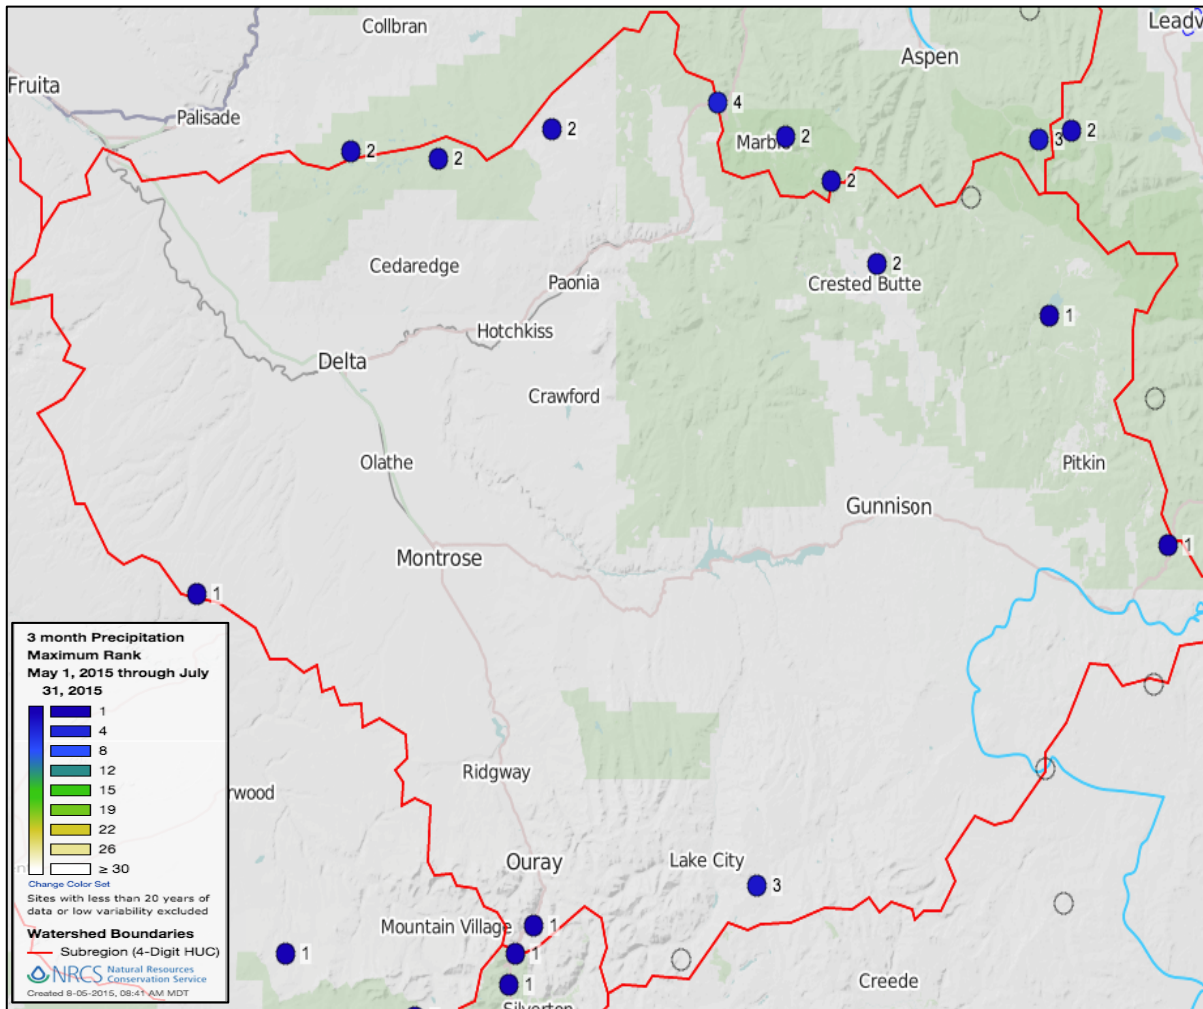 Collbran
Aspen
Leadv
Fruita
Palisade
4
2
Marble
2
3
2
2
2
2
Cedaredge
Paonia
2
Crested Butte
Hotchkiss
1
Delta
Crawford
Olathe
Pitkin
Gunnison
Montrose
1
1
3 month Precipitation
Maximum Rank
May 1, 2015 through July
31, 2015
1
4
8
12
15
19
22
26
≥ 30
Change Color Set
Sites with less than 20 years of
data or low variability excluded
Watershed Boundaries
Subregion (4-Digit HUC)
NRCS Natural Resources
Conservation Service
Created 8-05-2015, 08:41 AM MDT
Ridgway
rwood
Ouray
Lake City
3
Mountain Village
1
1
1
1
Creede
Silverton